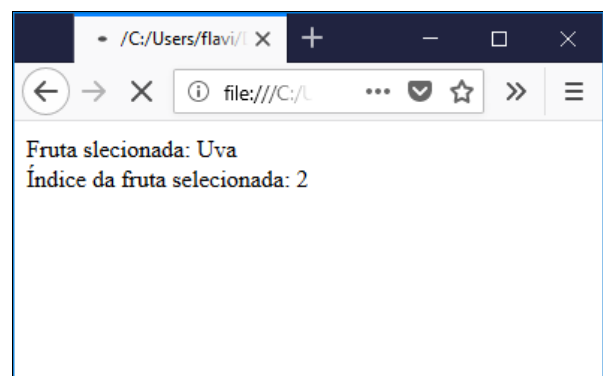 /C:/Users/flavi/
file:///C:/
Fruta slecionada: Uva
Índice da fruta selecionada: 2